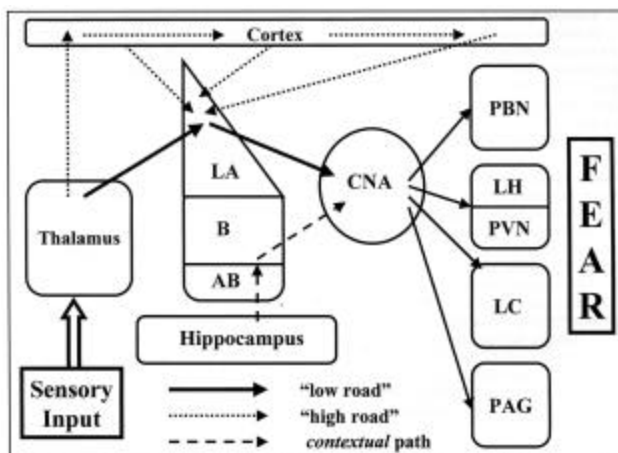 Cortex
PBN
LA
CNA
LH
Thalamus
B
PVN
AB
LC
Hippocampus
Sensory
Input
"low road"
"high road"
contextual path
PAG
F
E
A
R